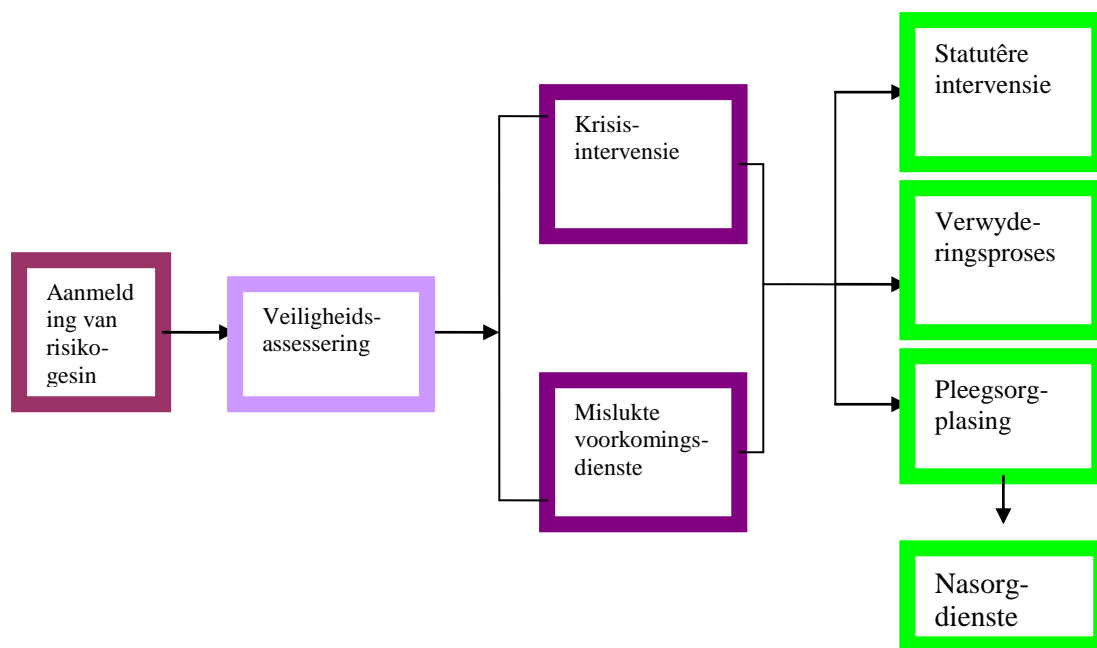 Aanmeld
ing van
risiko-
gesin
Veiligheids-
assessering
Krisis-
intervensie
Mislukte
voorkomings-
dienste
Statutêre
intervensie
Verwyde-
ringsproses
Pleegsorg-
plasing
Nasorg-
dienste